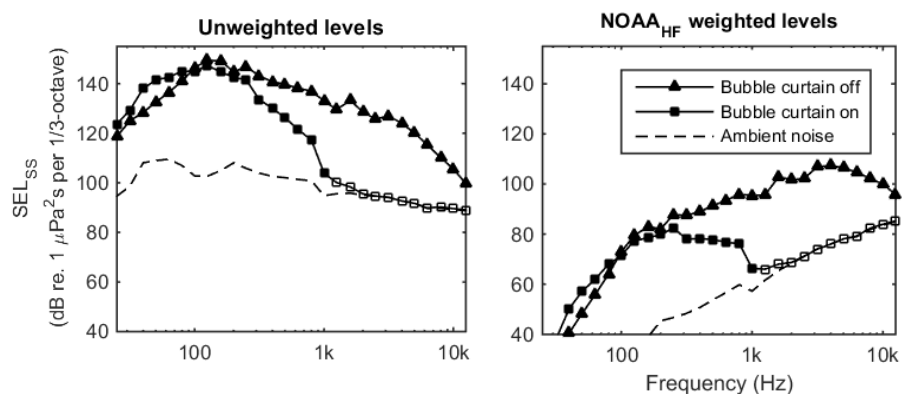 Unweighted levels
NOAA_HF weighted levels
SEL_SS
(dB re. 1 μPa²s per 1/3-octave)
140
120
100
80
60
40
100
1k
10k
140
120
100
80
60
40
100
1k
10k
Bubble curtain off
Bubble curtain on
Ambient noise
Frequency (Hz)